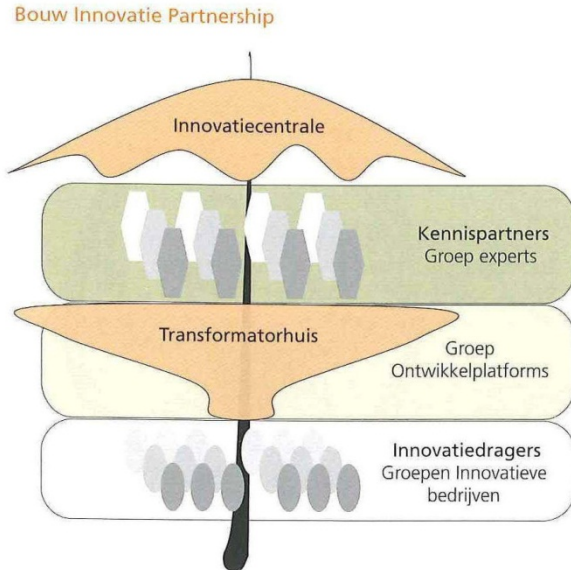 Bouw Innovatie Partnership
Innovatiecentrale
Kennispartners
Groep experts
Transformatorhuis
Groep
Ontwikkelplatforms
Innovatiedragers
Groepen Innovatieve
bedrijven